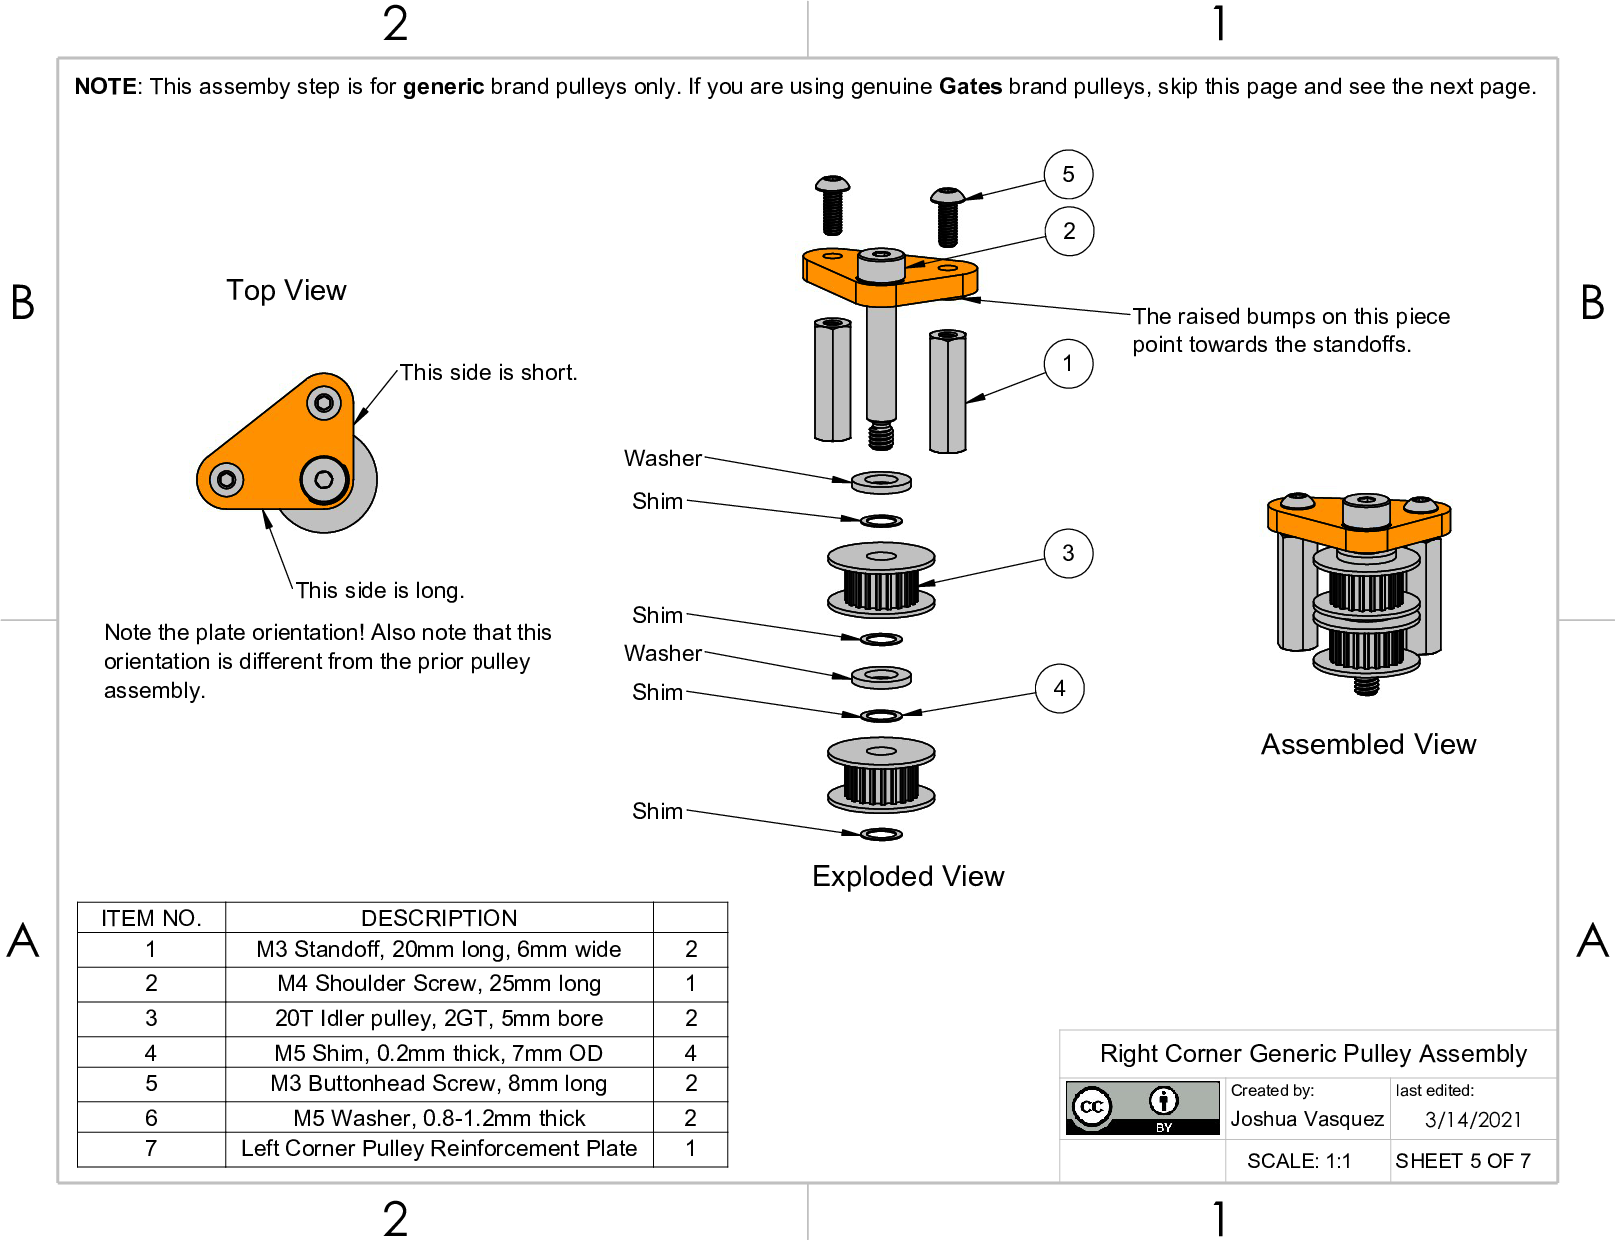 2
1
NOTE: This assemby step is for generic brand pulleys only. If you are using genuine Gates brand pulleys, skip this page and see the next page.
5
2
Top View
B
B
The raised bumps on this piece
point towards the standoffs.
This side is short.
1
Washer
Shim
3
This side is long.
Shim
Note the plate orientation! Also note that this
orientation is different from the prior pulley
assembly.
Washer
Shim
4
Assembled View
Shim
Exploded View
ITEM NO. DESCRIPTION
1 M3 Standoff, 20mm long, 6mm wide 2
2 M4 Shoulder Screw, 25mm long 1
3 20T Idler pulley, 2GT, 5mm bore 2
4 M5 Shim, 0.2mm thick, 7mm OD 4
5 M3 Buttonhead Screw, 8mm long 2
6 M5 Washer, 0.8-1.2mm thick 2
7 Left Corner Pulley Reinforcement Plate 1
A
A
Right Corner Generic Pulley Assembly
cc
BY
Created by:
Joshua Vasquez
last edited:
3/14/2021
SCALE: 1:1
SHEET 5 OF 7
2
1